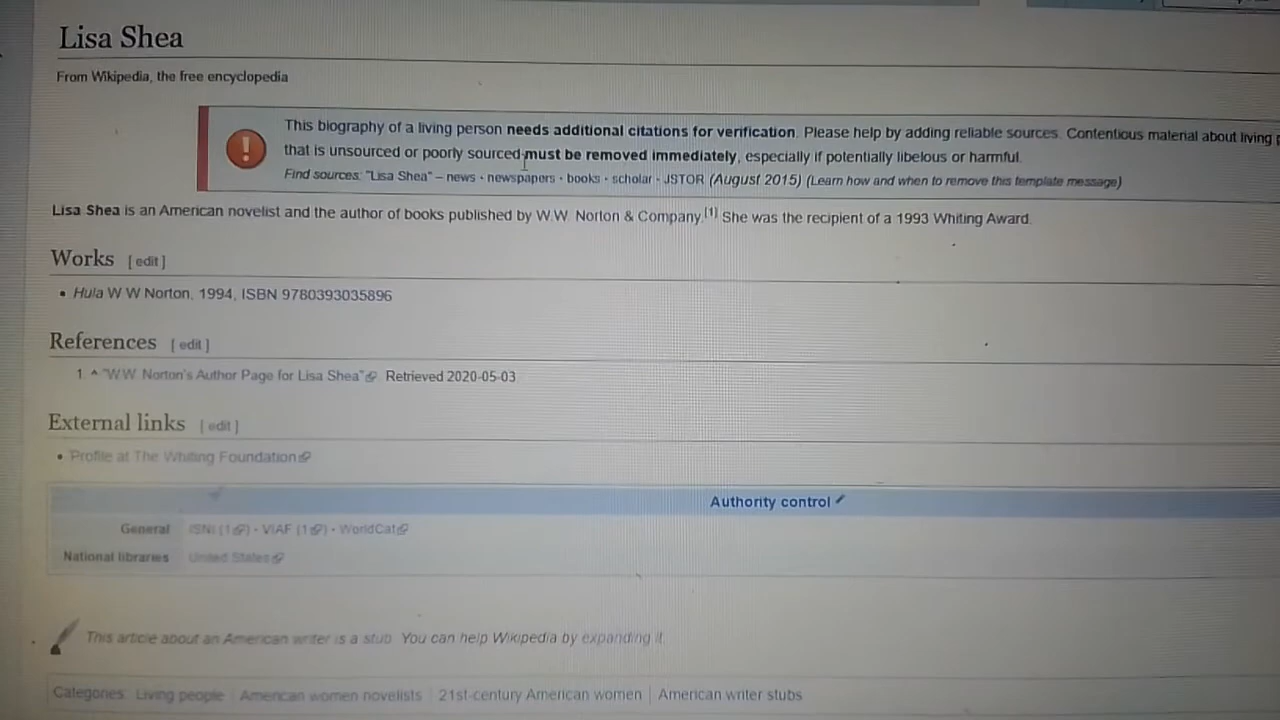 Lisa Shea
From Wikipedia, the free encyclopedia
This biography of a living person needs additional citations for verification. Please help by adding reliable sources. Contentious material about living
that is unsourced or poorly sourced must be removed immediately, especially if potentially libelous or harmful.
Find sources: "Lisa Shea" – news · newspapers · books · scholar · JSTOR (August 2015) (Learn how and when to remove this template message)
Lisa Shea is an American novelist and the author of books published by W.W. Norton & Company.[1] She was the recipient of a 1993 Whiting Award.
Works [ edit ]
• Hula W W Norton, 1994, ISBN 9780393035896
References [ edit ]
1. ^ "W.W. Norton's Author Page for Lisa Shea" Retrieved 2020-05-03
External links [ edit ]
• Profile at The Whiting Foundation
Authority control
General ISNI (1) · VIAF (1) · WorldCat
National libraries United States
This article about an American writer is a stub. You can help Wikipedia by expanding it.
Categories: Living people | American women novelists | 21st-century American women | American writer stubs